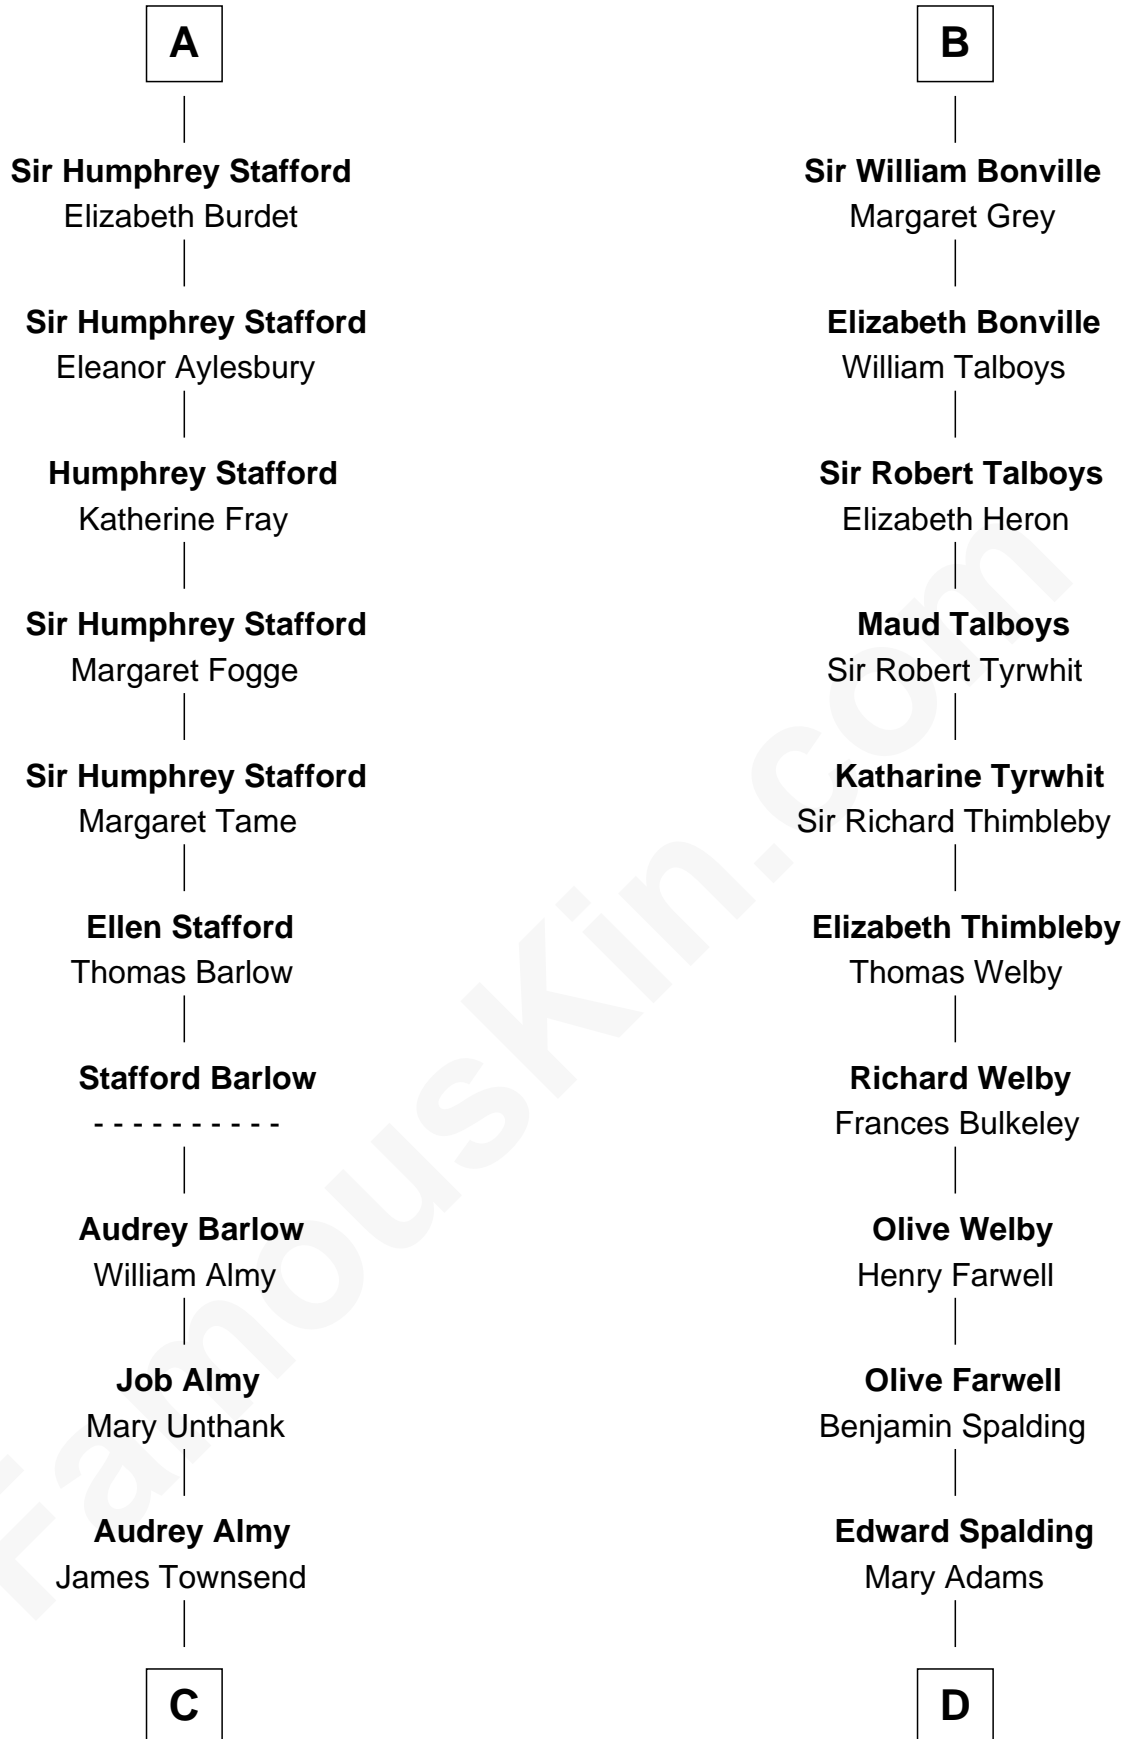 A
Sir Humphrey Stafford
Elizabeth Burdet
Sir Humphrey Stafford
Eleanor Aylesbury
Humphrey Stafford
Katherine Fray
Sir Humphrey Stafford
Margaret Fogge
Sir Humphrey Stafford
Margaret Tame
Ellen Stafford
Thomas Barlow
Stafford Barlow
- - - - - - - - - -
Audrey Barlow
William Almy
Job Almy
Mary Unthank
Audrey Almy
James Townsend
C
B
Sir William Bonville
Margaret Grey
Elizabeth Bonville
William Talboys
Sir Robert Talboys
Elizabeth Heron
Maud Talboys
Sir Robert Tyrwhit
Katharine Tyrwhit
Sir Richard Thimbleby
Elizabeth Thimbleby
Thomas Welby
Richard Welby
Frances Bulkeley
Olive Welby
Henry Farwell
Olive Farwell
Benjamin Spalding
Edward Spalding
Mary Adams
D
FamousKin.com